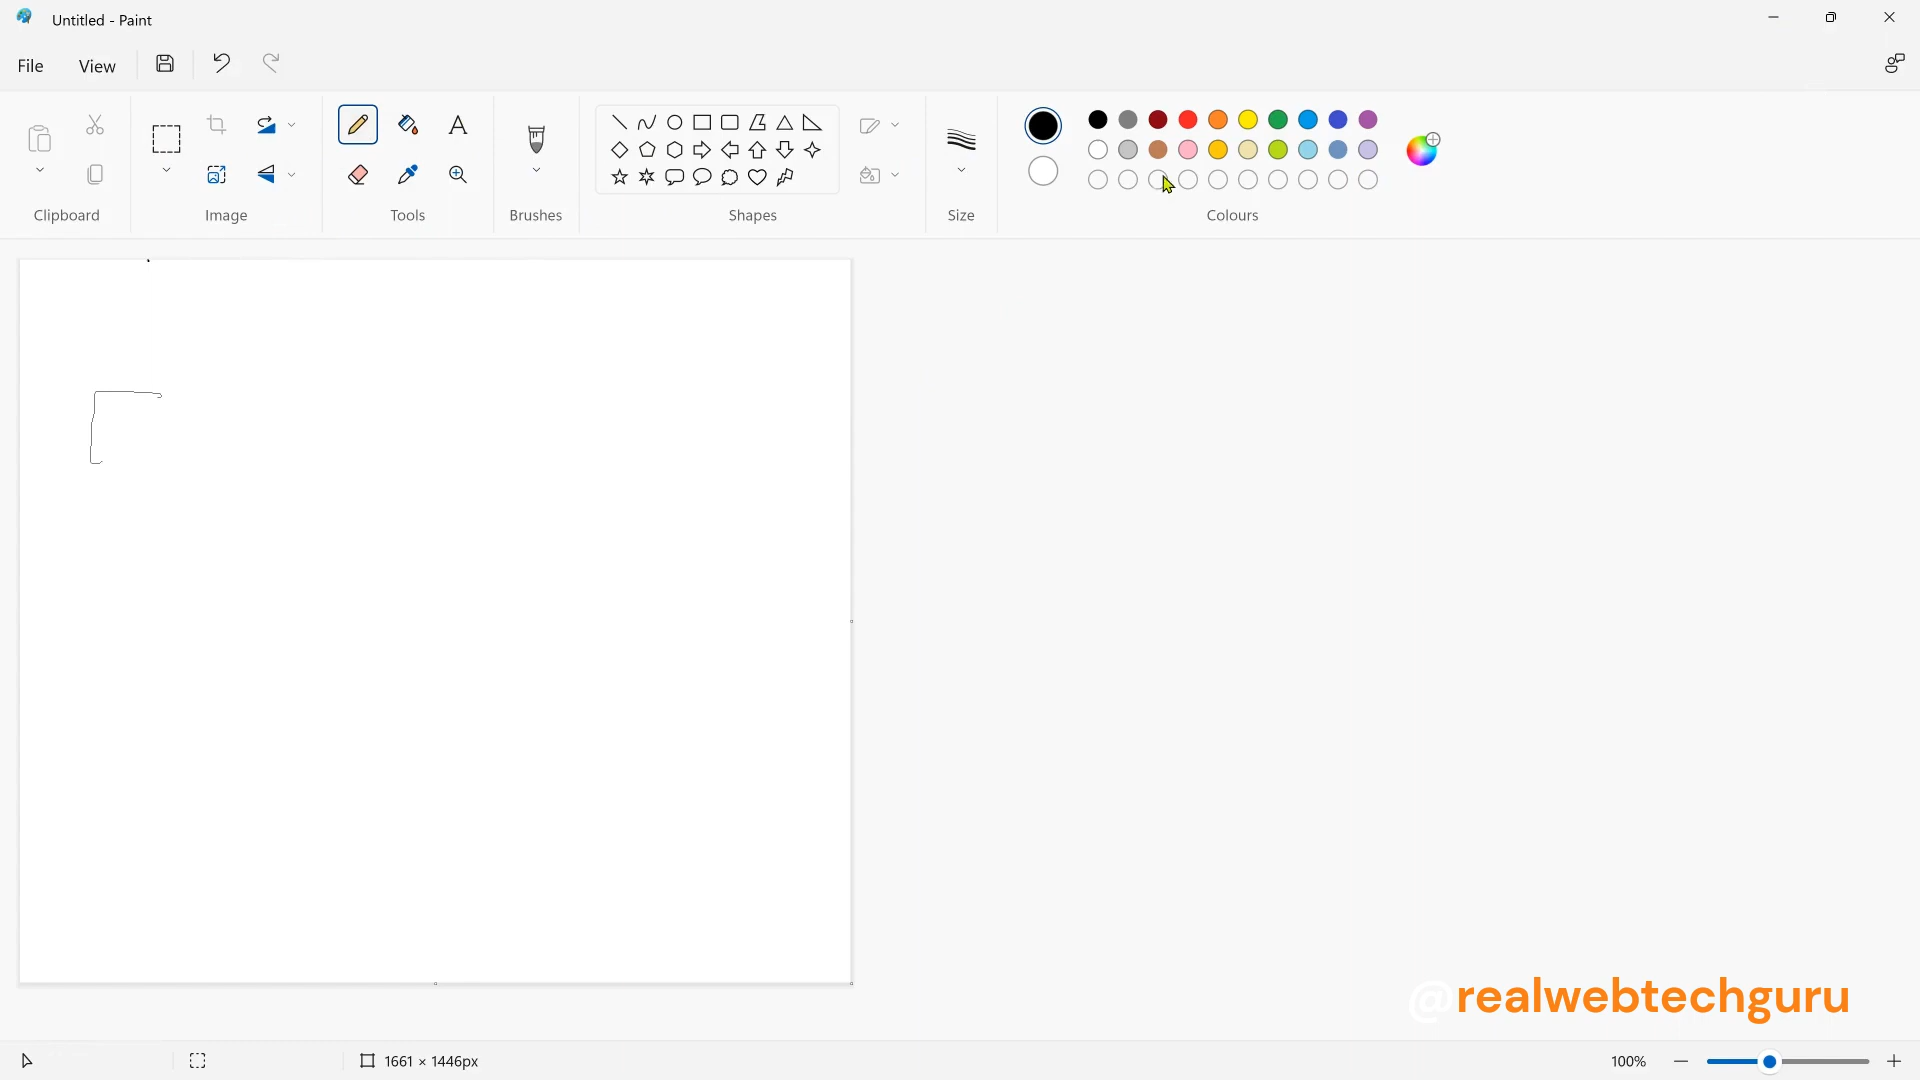 Untitled - Paint
File View
Clipboard Image Tools Brushes Shapes Size Colours
@realwebtechguru
1661 × 1446px 100%